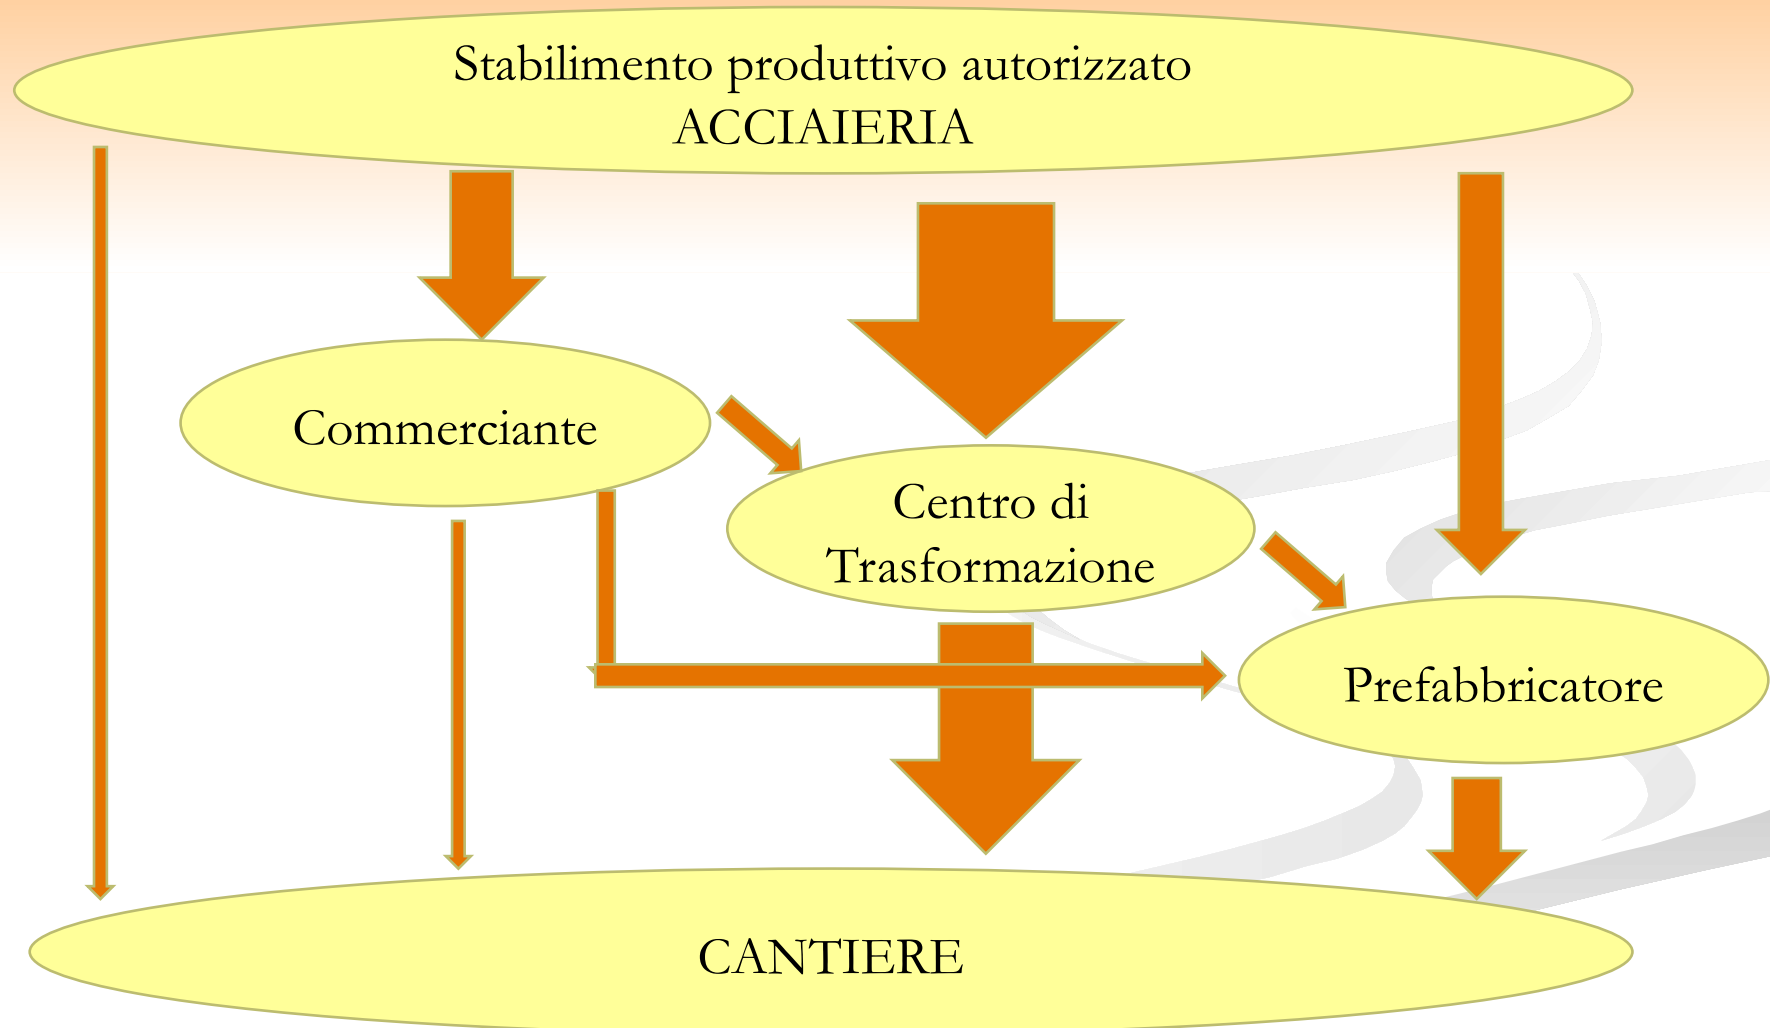 Stabilimento produttivo autorizzato
ACCIAIERIA
Commerciante
Centro di
Trasformazione
Prefabbricatore
CANTIERE